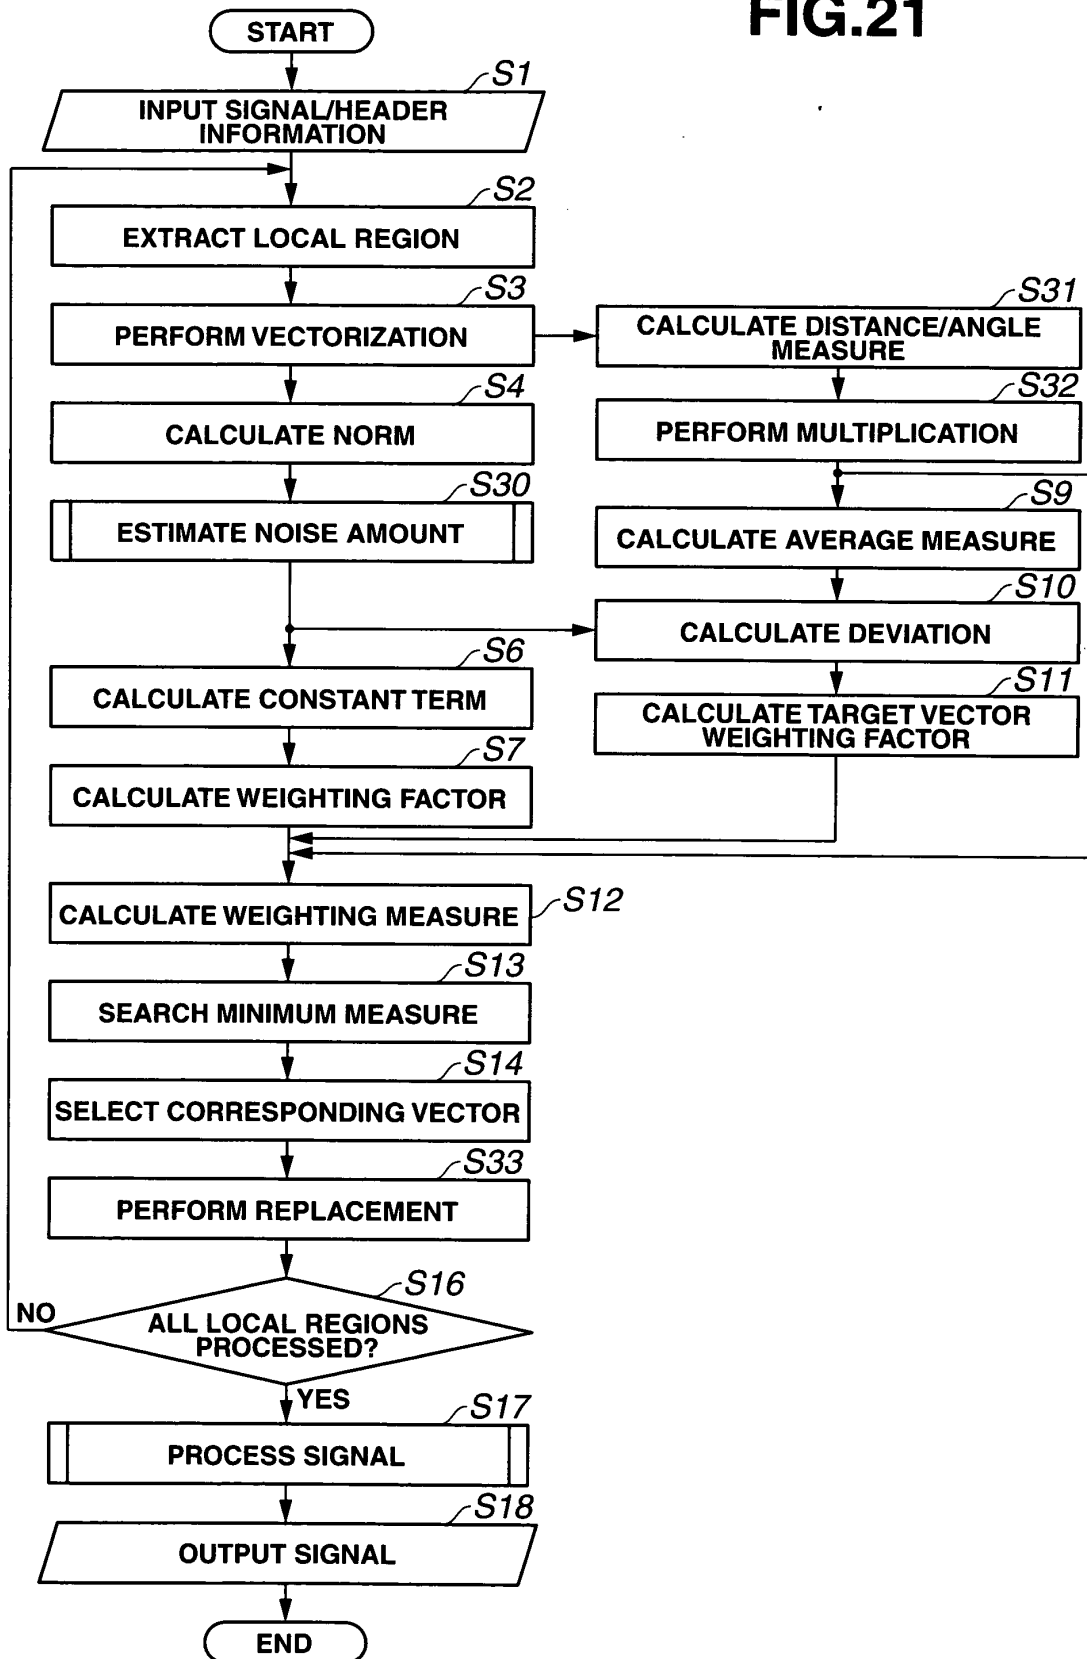 FIG.21
START
S1
INPUT SIGNAL/HEADER
INFORMATION
S2
EXTRACT LOCAL REGION
S3
PERFORM VECTORIZATION
S31
CALCULATE DISTANCE/ANGLE
MEASURE
S4
CALCULATE NORM
S32
PERFORM MULTIPLICATION
S30
ESTIMATE NOISE AMOUNT
S9
CALCULATE AVERAGE MEASURE
S10
CALCULATE DEVIATION
S6
CALCULATE CONSTANT TERM
S11
CALCULATE TARGET VECTOR
WEIGHTING FACTOR
S7
CALCULATE WEIGHTING FACTOR
S12
CALCULATE WEIGHTING MEASURE
S13
SEARCH MINIMUM MEASURE
S14
SELECT CORRESPONDING VECTOR
S33
PERFORM REPLACEMENT
S16
NO
ALL LOCAL REGIONS
PROCESSED?
YES
S17
PROCESS SIGNAL
S18
OUTPUT SIGNAL
END